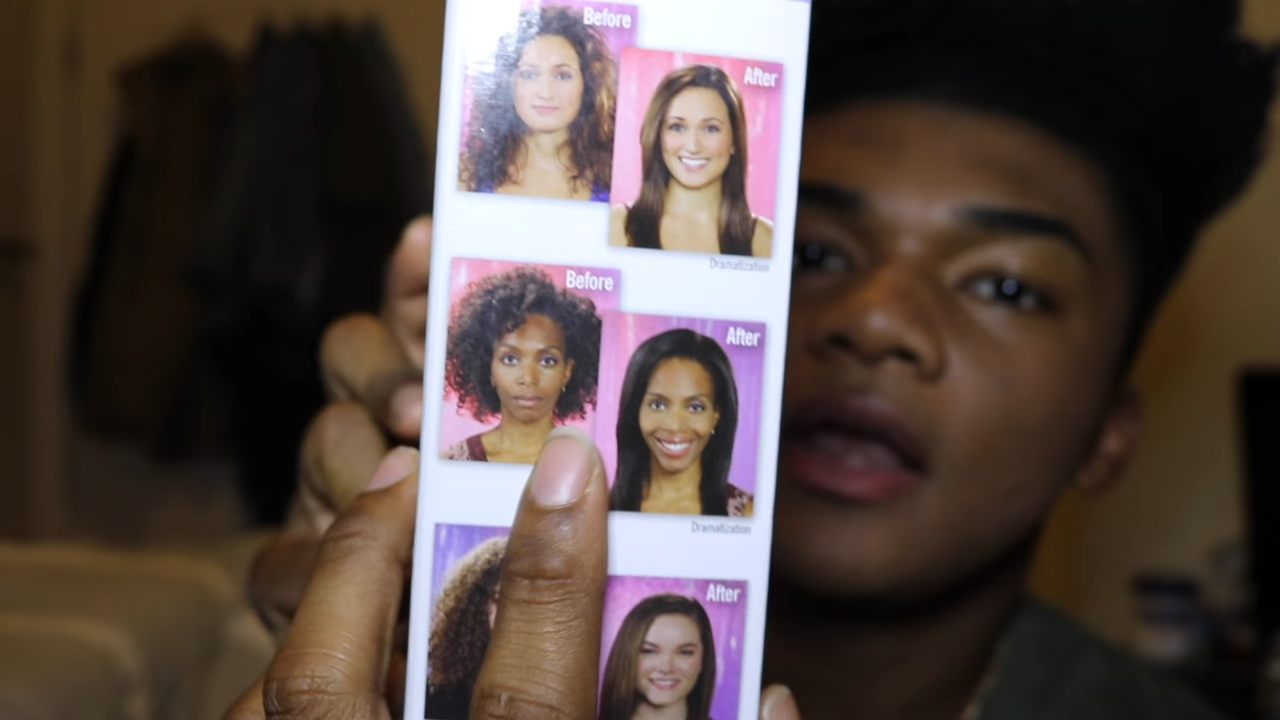 Before
After
Dramatization
Before
After
Dramatization
After